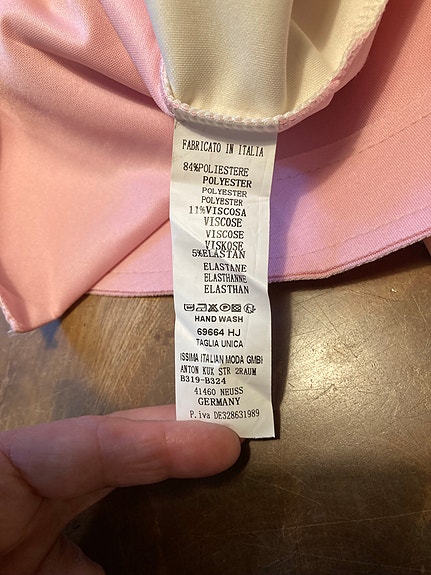 FABRICATO IN ITALIA
84%POLIESTERE
POLYESTER
POLYESTER
POLYESTER
11%VISCOSA
VISCOSE
VISCOSE
VISKOSE
5%ELASTAN
ELASTANE
ELASTHANNE
ELASTHAN
HAND WASH
69664 HJ
TAGLIA UNICA
ISSIMA ITALIAN MODA GMBH
ANTON KUX STR 2RAUM
B319-B324
41460 NEUSS
GERMANY
P.iva DE328631989